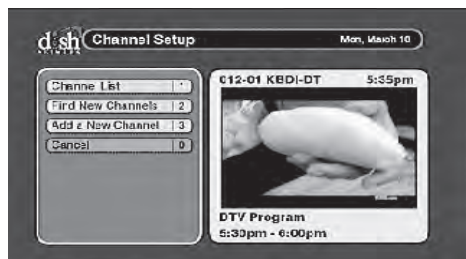 dish
NETWORK
Channel Setup
Mon, March 10
Channel List 1
Find New Channels 2
Add a New Channel 3
Cancel 0
012-01 KBDI-DT 5:35pm
DTV Program
5:30pm - 6:00pm